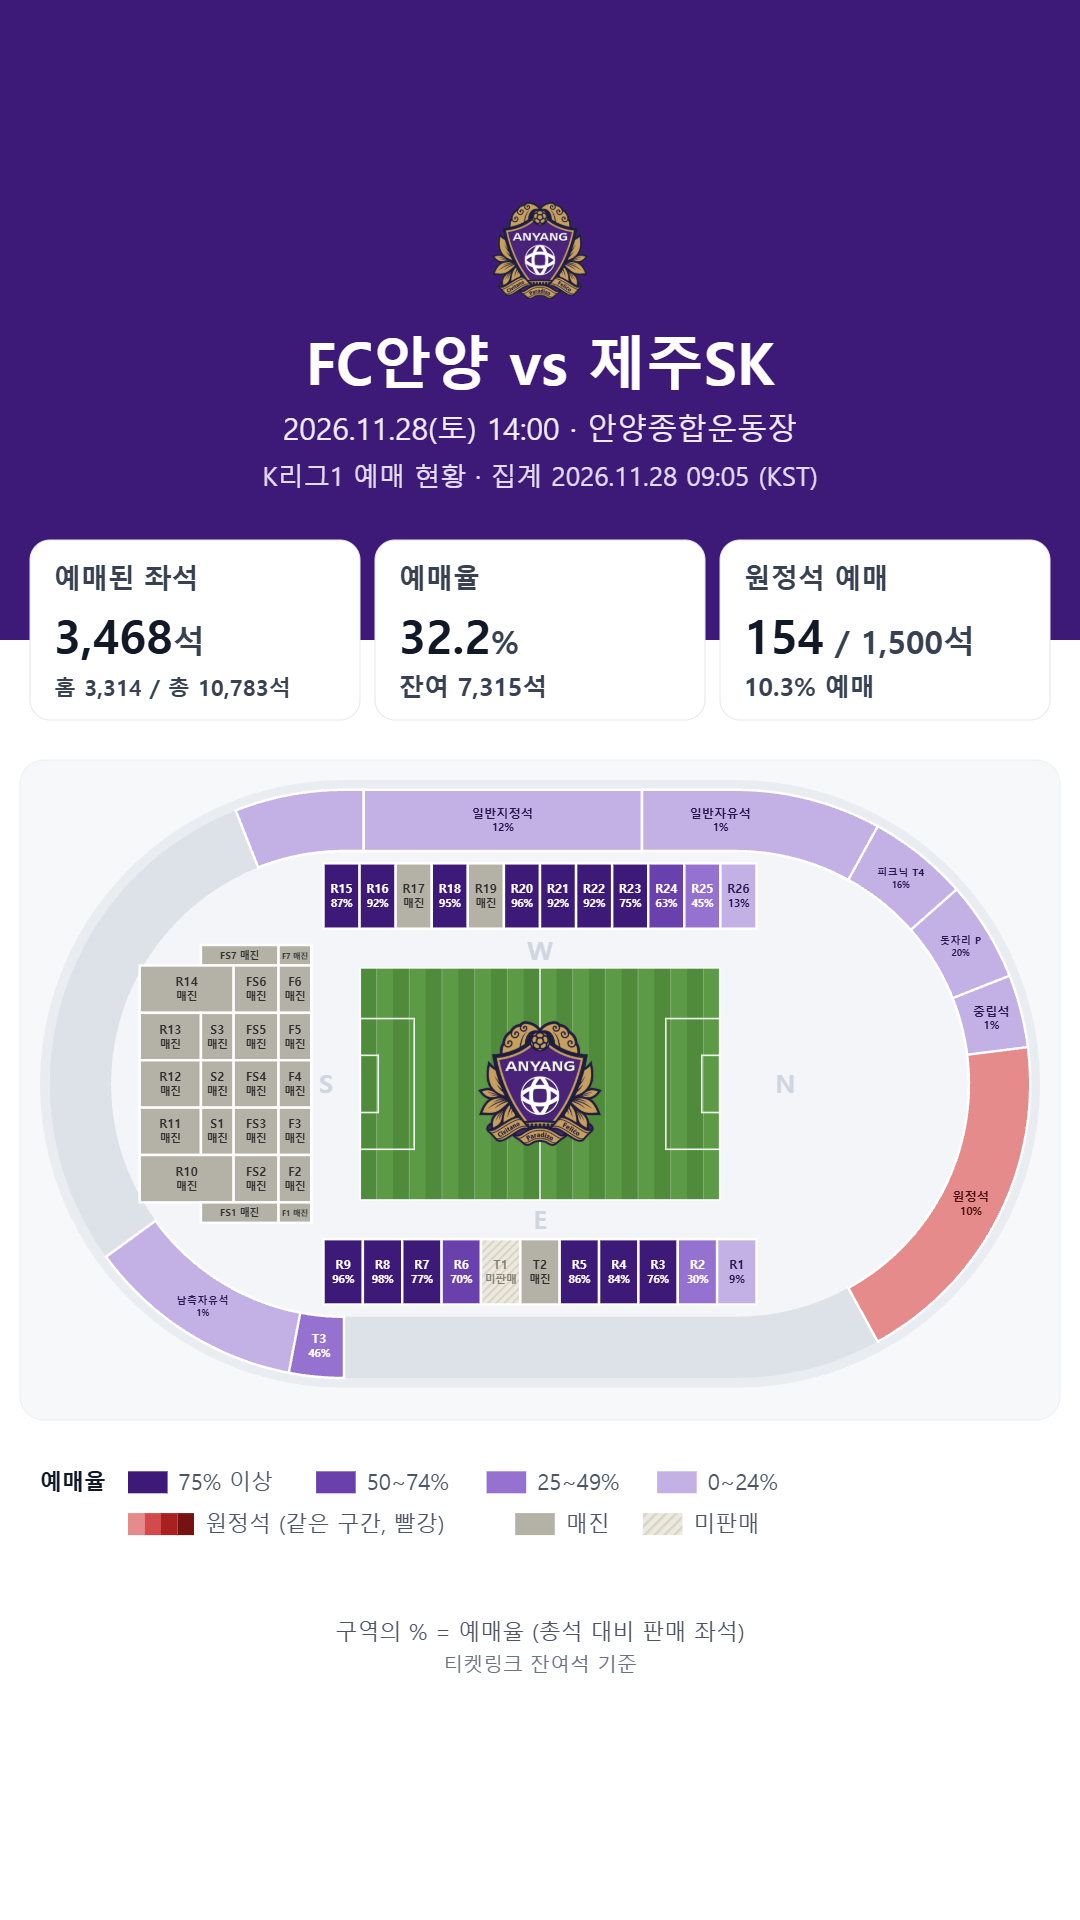 ANYANG
Civitano Paradizo Felico
FC안양 vs 제주SK
2026.11.28(토) 14:00 · 안양종합운동장
K리그1 예매 현황 · 집계 2026.11.28 09:05 (KST)
예매된 좌석
3,468석
홈 3,314 / 총 10,783석
예매율
32.2%
잔여 7,315석
원정석 예매
154 / 1,500석
10.3% 예매
일반지정석
12%
일반자유석
1%
피크닉 T4
16%
돗자리 P
20%
중립석
1%
원정석
10%
R15 R16 R17 R18 R19 R20 R21 R22 R23 R24 R25 R26
87% 92% 매진 95% 매진 96% 92% 92% 75% 63% 45% 13%
W
FS7 매진 F7 매진
R14 FS6 F6
매진 매진 매진
R13 S3 FS5 F5
매진 매진 매진 매진
R12 S2 FS4 F4
매진 매진 매진 매진
R11 S1 FS3 F3
매진 매진 매진 매진
R10 FS2 F2
매진 매진 매진
FS1 매진 F1 매진
S
N
ANYANG
Civitano Paradizo Felico
E
R9 R8 R7 R6 T1 T2 R5 R4 R3 R2 R1
96% 98% 77% 70% 미판매 매진 86% 84% 76% 30% 9%
남측자유석
1%
T3
46%
예매율 75% 이상 50~74% 25~49% 0~24%
원정석 (같은 구간, 빨강) 매진 미판매
구역의 % = 예매율 (총석 대비 판매 좌석)
티켓링크 잔여석 기준